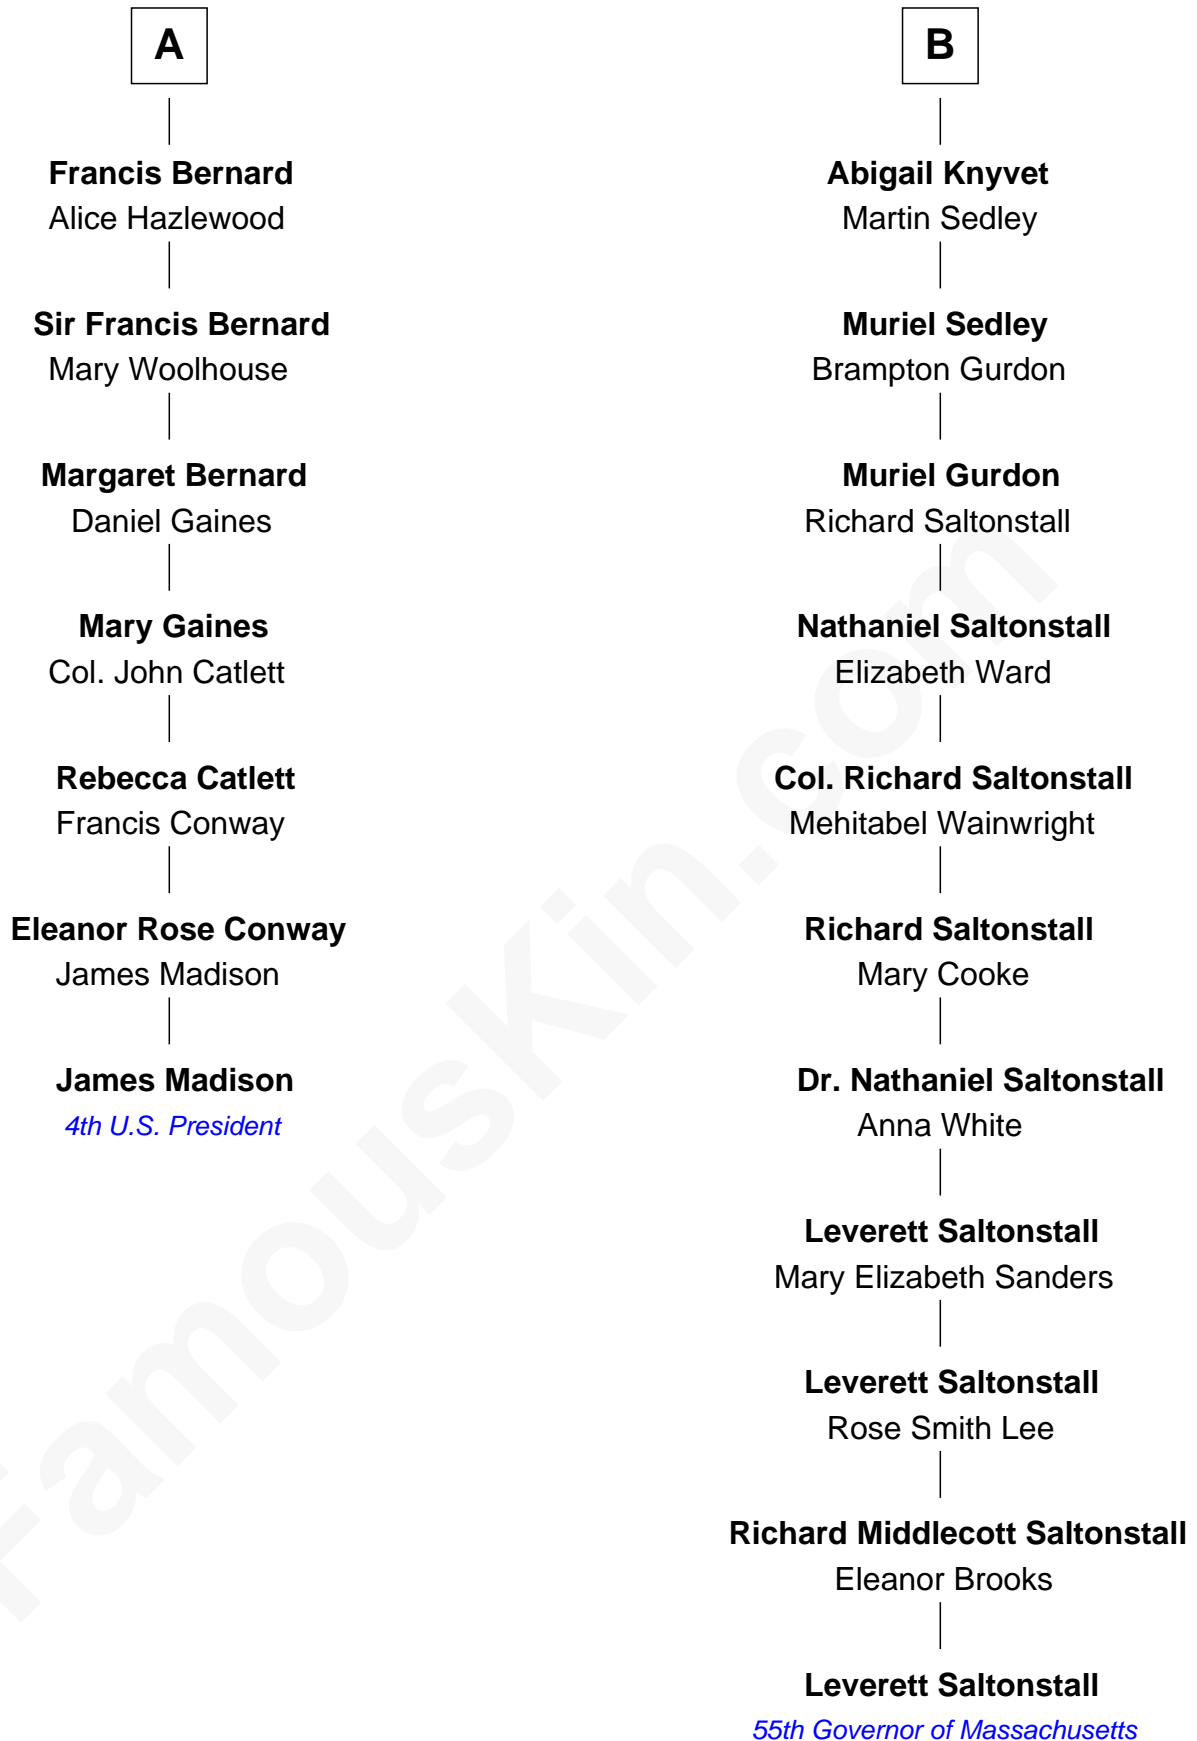 A
Francis Bernard
Alice Hazlewood
Sir Francis Bernard
Mary Woolhouse
Margaret Bernard
Daniel Gaines
Mary Gaines
Col. John Catlett
Rebecca Catlett
Francis Conway
Eleanor Rose Conway
James Madison
James Madison
4th U.S. President
B
Abigail Knyvet
Martin Sedley
Muriel Sedley
Brampton Gurdon
Muriel Gurdon
Richard Saltonstall
Nathaniel Saltonstall
Elizabeth Ward
Col. Richard Saltonstall
Mehitabel Wainwright
Richard Saltonstall
Mary Cooke
Dr. Nathaniel Saltonstall
Anna White
Leverett Saltonstall
Mary Elizabeth Sanders
Leverett Saltonstall
Rose Smith Lee
Richard Middlecott Saltonstall
Eleanor Brooks
Leverett Saltonstall
55th Governor of Massachusetts
FamousKin.com